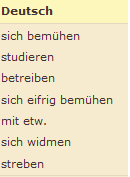 Deutsch
sich bemühen
studieren
betreiben
sich eifrig bemühen
mit etw.
sich widmen
streben